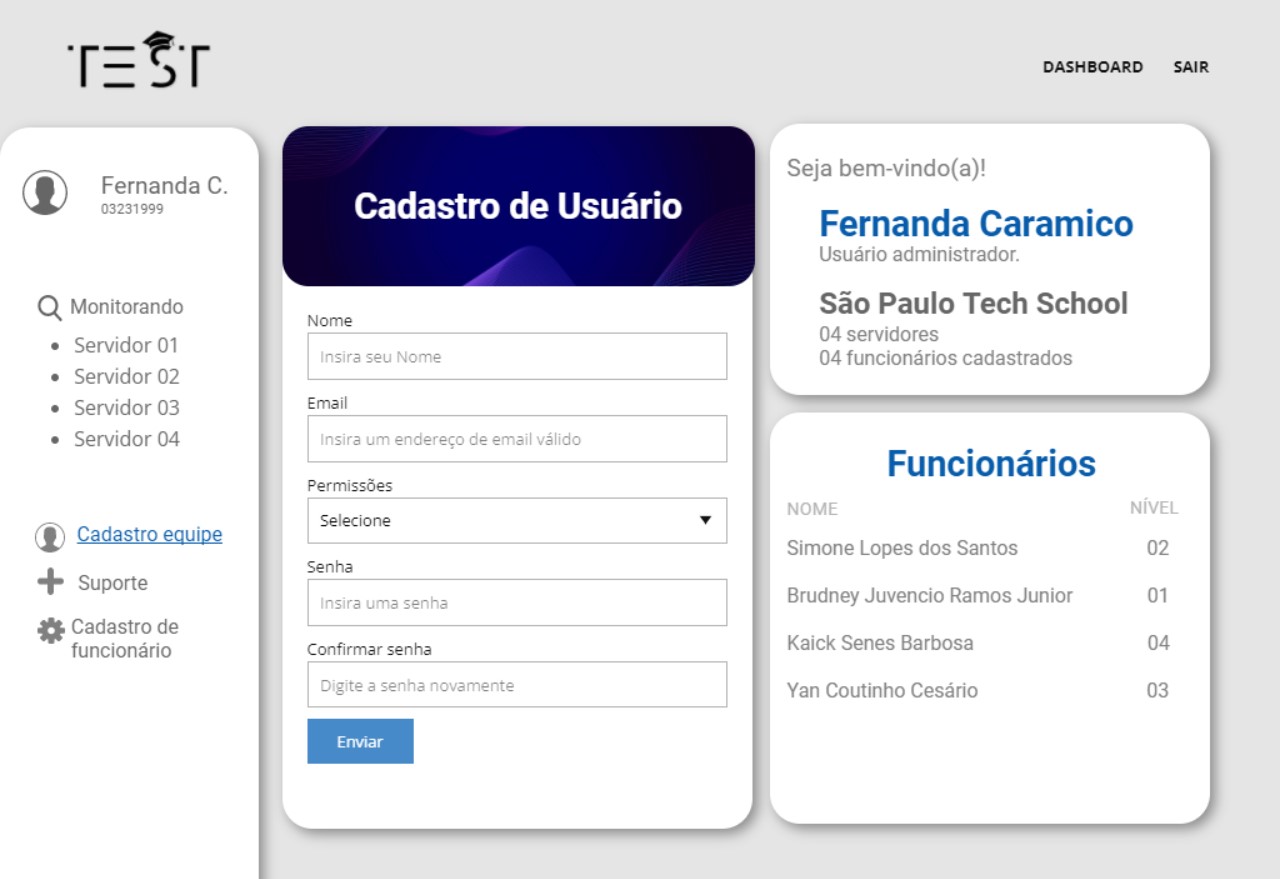 TEST
DASHBOARD SAIR
Fernanda C.
03231999
Monitorando
Servidor 01
Servidor 02
Servidor 03
Servidor 04
Cadastro equipe
Suporte
Cadastro de
funcionário
Cadastro de Usuário
Nome
Insira seu Nome
Email
Insira um endereço de email válido
Permissões
Selecione
Senha
Insira uma senha
Confirmar senha
Digite a senha novamente
Enviar
Seja bem-vindo(a)!
Fernanda Caramico
Usuário administrador.
São Paulo Tech School
04 servidores
04 funcionários cadastrados
Funcionários
NOME NÍVEL
Simone Lopes dos Santos 02
Brudney Juvencio Ramos Junior 01
Kaick Senes Barbosa 04
Yan Coutinho Cesário 03